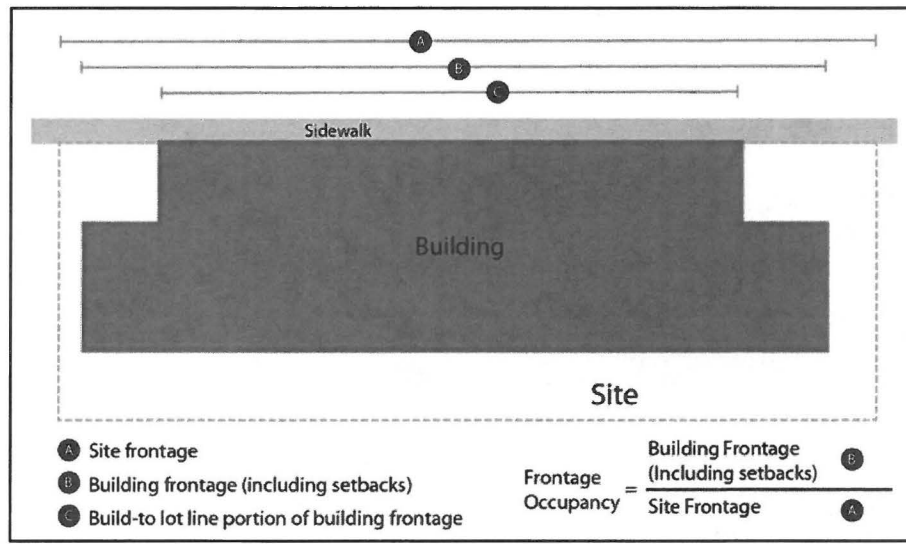 A
B
C
Sidewalk
Building
Site
A Site frontage
B Building frontage (including setbacks)
C Build-to lot line portion of building frontage
Frontage Occupancy = Building Frontage (Including setbacks) B
Site Frontage A